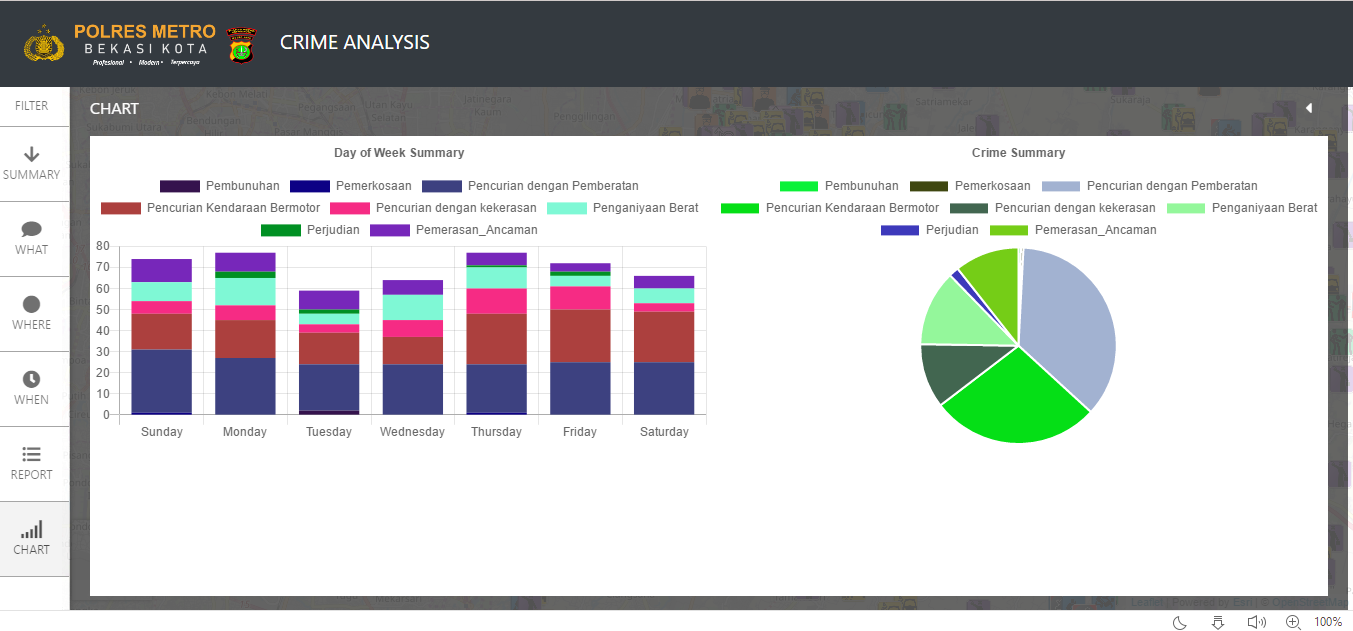 POLRES METRO
BEKASI KOTA
Profesional • Modern • Terpercaya
CRIME ANALYSIS
FILTER
SUMMARY
WHAT
WHERE
WHEN
REPORT
CHART
CHART
Day of Week Summary
Pembunuhan Pemerkosaan Pencurian dengan Pemberatan
Pencurian Kendaraan Bermotor Pencurian dengan kekerasan Penganiyaan Berat
Perjudian Pemerasan_Ancaman
80
70
60
50
40
30
20
10
0
Sunday Monday Tuesday Wednesday Thursday Friday Saturday
Crime Summary
Pembunuhan Pemerkosaan Pencurian dengan Pemberatan
Pencurian Kendaraan Bermotor Pencurian dengan kekerasan Penganiyaan Berat
Perjudian Pemerasan_Ancaman
Leaflet | Powered by Esri | © OpenStreetMap
100%